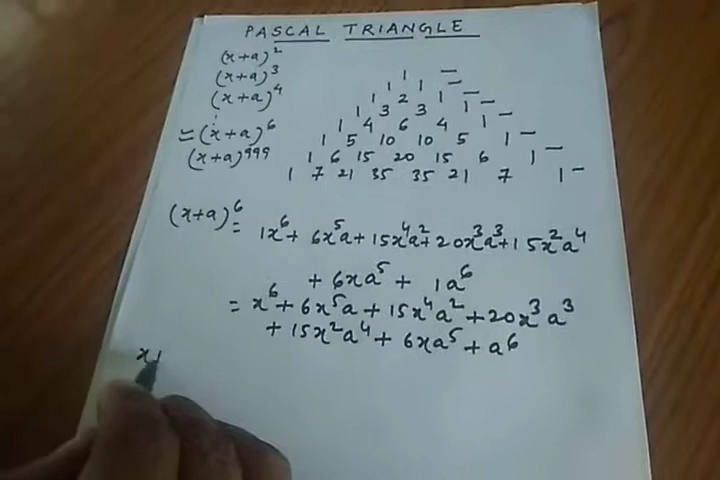 PASCAL TRIANGLE
(x+a)²
(x+a)³
(x+a)⁴
=(x+a)⁶
(x+a)⁹⁹⁹
1 –
1 1 –
1 2 1 –
1 3 3 1 –
1 4 6 4 1 –
1 5 10 10 5 1 –
1 6 15 20 15 6 1 –
1 7 21 35 35 21 7 1 –
(x+a)⁶ = 1x⁶ + 6x⁵a + 15x⁴a² + 20x³a³ + 15x²a⁴
+ 6xa⁵ + 1a⁶
= x⁶ + 6x⁵a + 15x⁴a² + 20x³a³
+ 15x²a⁴ + 6xa⁵ + a⁶
x